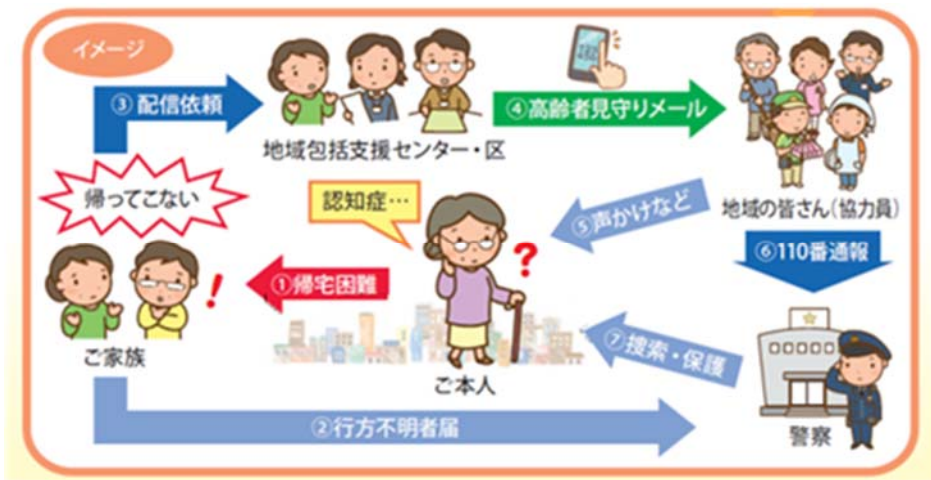 イメージ
③配信依頼
地域包括支援センター・区
④高齢者見守りメール
地域の皆さん(協力員)
帰ってこない
認知症…
⑤声かけなど
⑥110番通報
?
①帰宅困難
!
ご家族
ご本人
⑦捜索・保護
②行方不明者届
警察